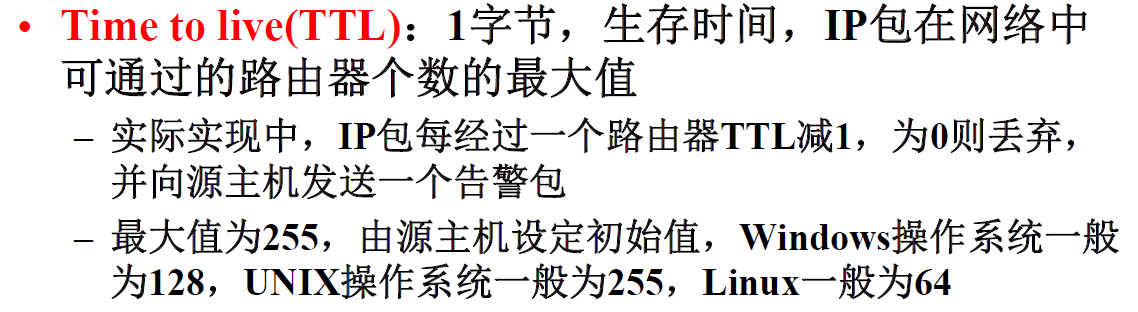 • Time to live(TTL)：1字节，生存时间，IP包在网络中
可通过的路由器个数的最大值
– 实际实现中，IP包每经过一个路由器TTL减1，为0则丢弃，
并向源主机发送一个告警包
– 最大值为255，由源主机设定初始值，Windows操作系统一般
为128，UNIX操作系统一般为255，Linux一般为64